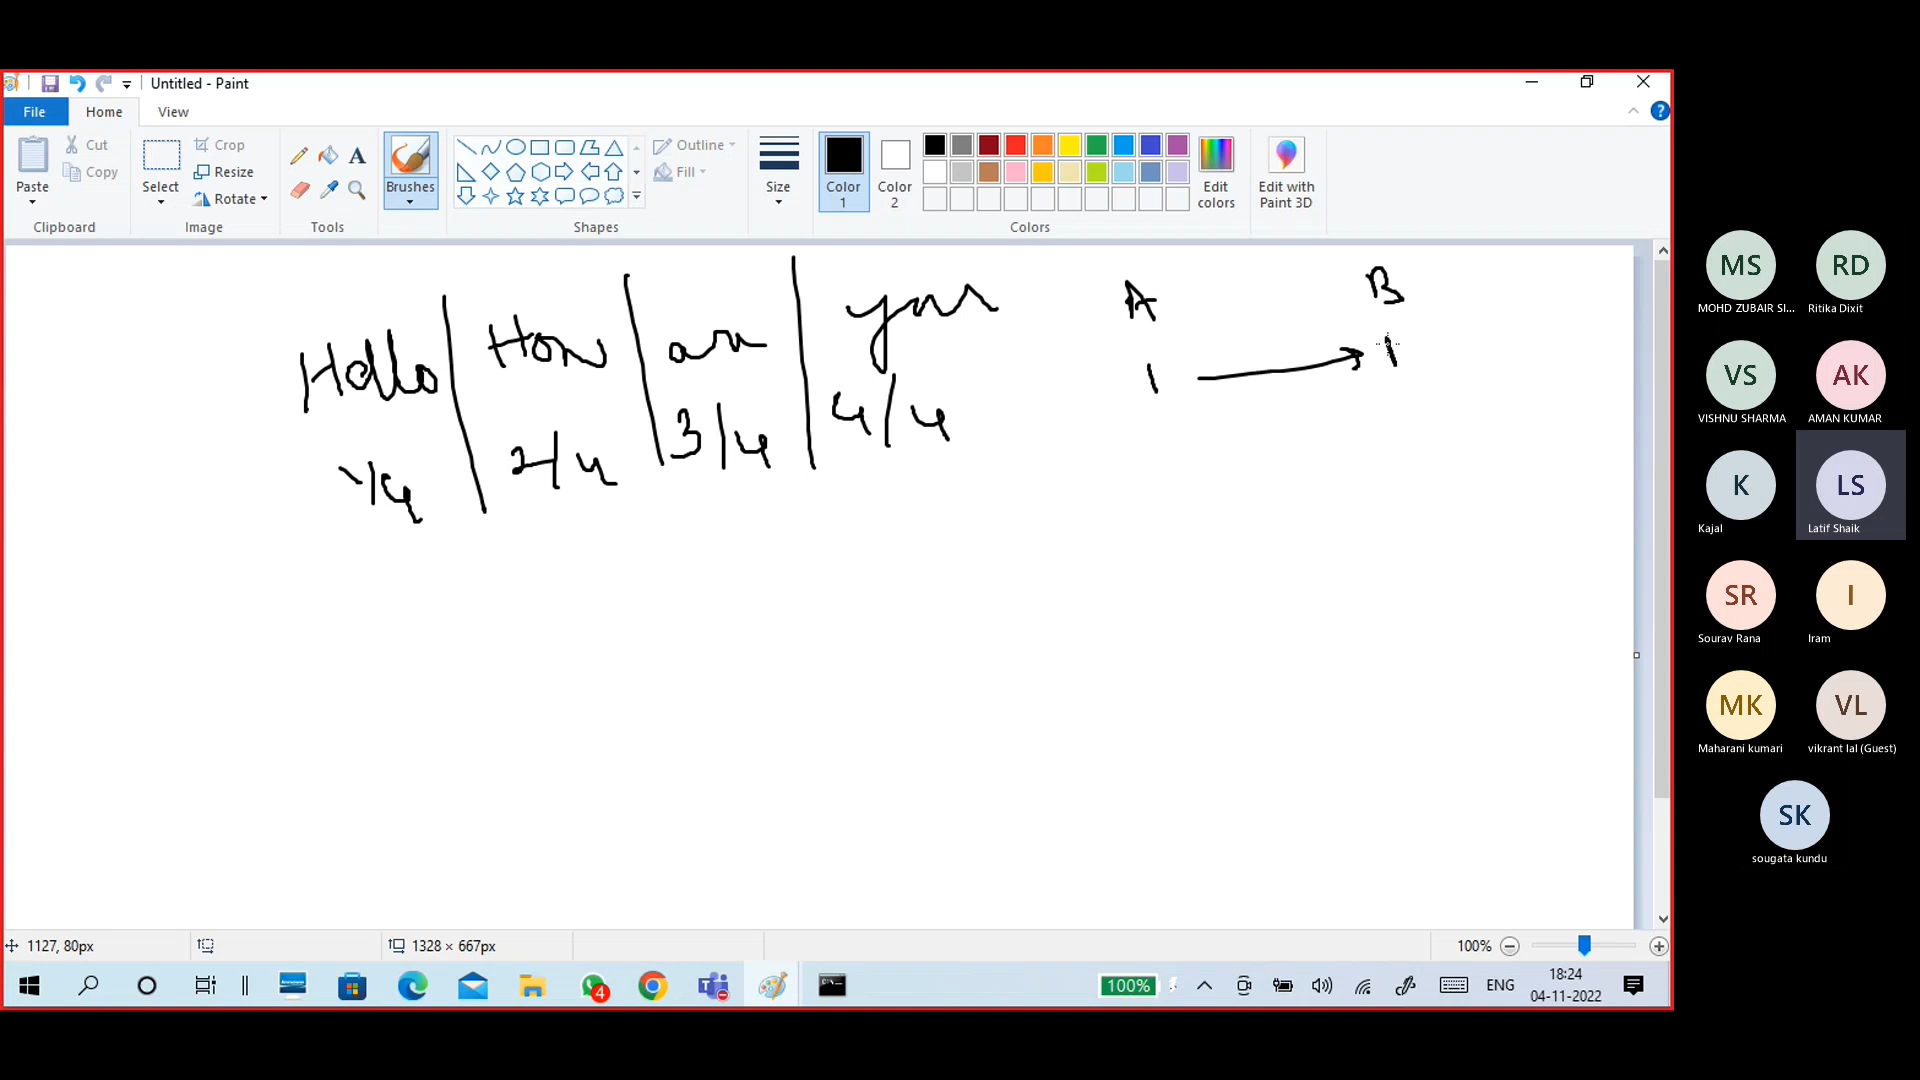 Untitled - Paint
File Home View
Paste Cut Copy Clipboard
Select Crop Resize Rotate Image
Tools
Brushes
Outline Fill Shapes
Size
Color 1 Color 2 Edit colors Colors
Edit with Paint 3D
Hello How are you A B
1/4 2/4 3/4 4/4 1 1
1127, 80px 1328 × 667px 100%
4 100% ENG 18:24
04-11-2022
MS RD
MOHD ZUBAIR SI... Ritika Dixit
VS AK
VISHNU SHARMA AMAN KUMAR
K LS
Kajal Latif Shaik
SR I
Sourav Rana Iram
MK VL
Maharani kumari vikrant lal (Guest)
SK
sougata kundu